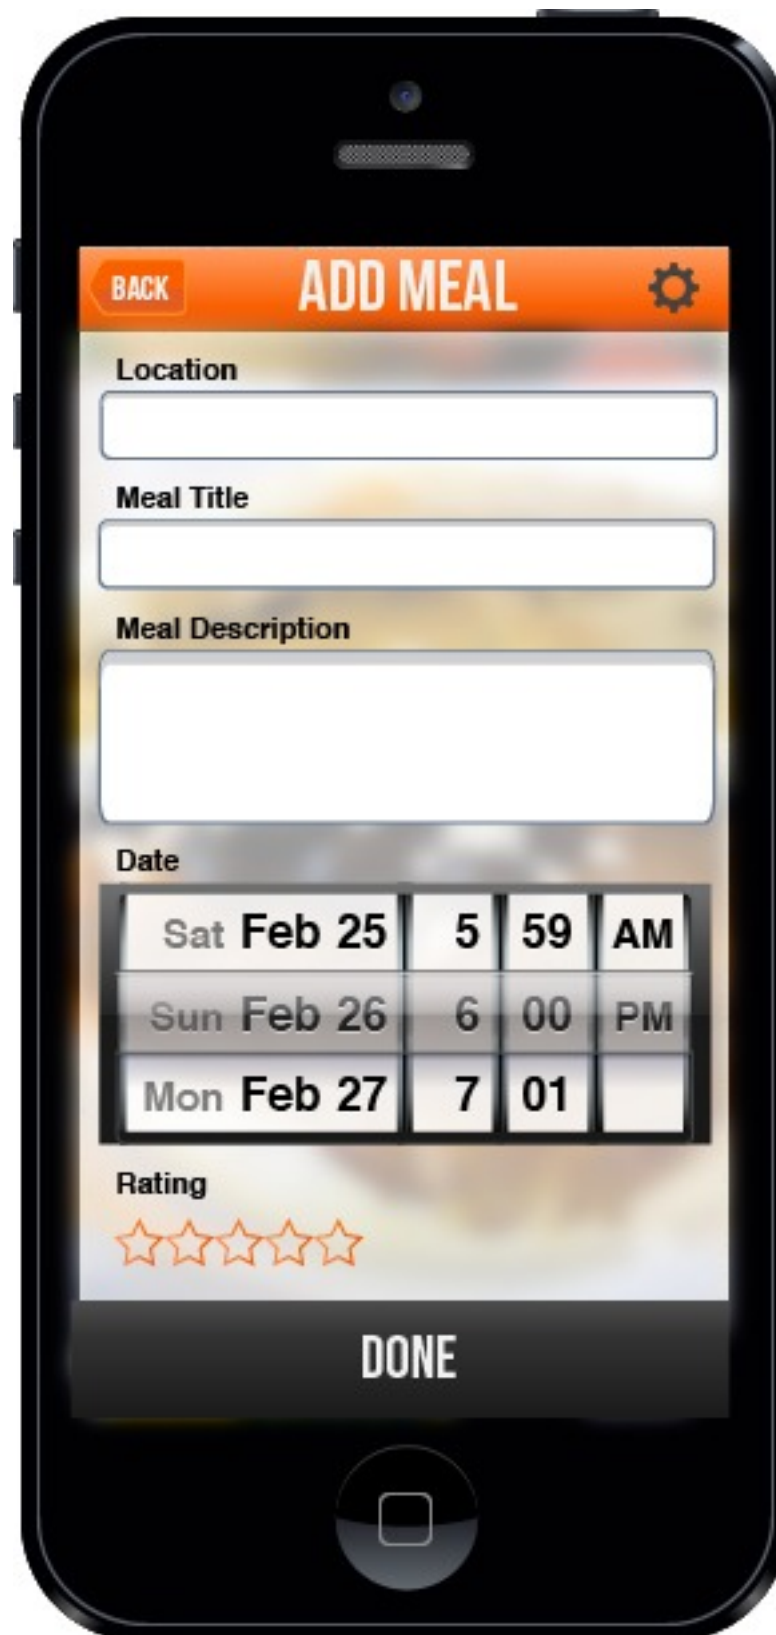 BACK ADD MEAL
Location
Meal Title
Meal Description
Date
Sat Feb 25 5 59 AM
Sun Feb 26 6 00 PM
Mon Feb 27 7 01
Rating
DONE